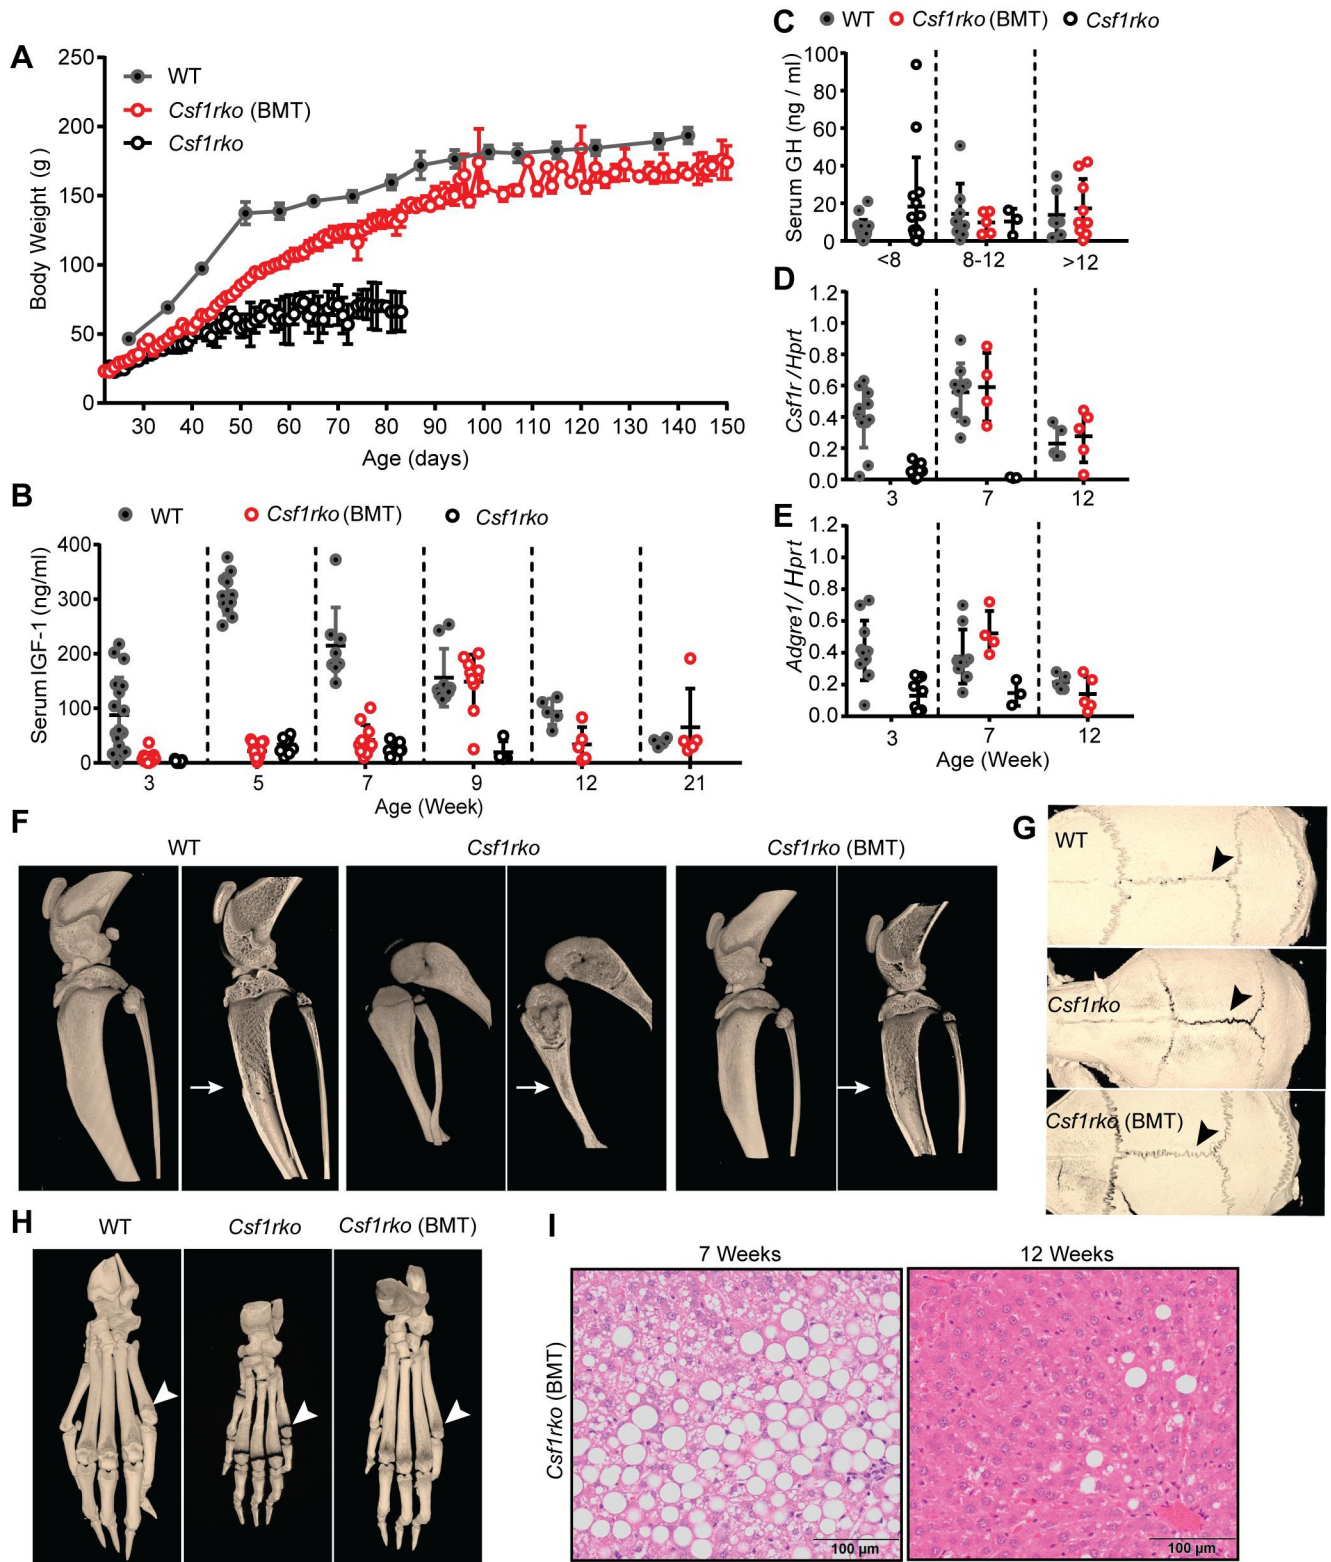 A
250
200
150
100
50
0
Body Weight (g )
WT
Csf1rko (BMT)
Csf1rko
30 40 50 60 70 80 90 100 110 120 130 140 150
Age (days)
B
WT Csf1rko (BMT) Csf1rko
400
300
200
100
0
Serum IGF-1 (ng/ml)
3 5 7 9 12 21
Age (Week)
C WT Csf1rko (BMT) Csf1rko
100
80
60
40
20
0
Serum GH (ng / ml)
<8 8-12 >12
D
1.2
1.0
0.8
0.6
0.4
0.2
0.0
Csf1r /Hprt
3 7 12
E
1.2
1.0
0.8
0.6
0.4
0.2
0.0
Adgre1/ Hprt
3 7 12
Age (Week)
F
WT Csf1rko Csf1rko (BMT)
G
WT
Csf1rko
Csf1rko (BMT)
H
WT Csf1rko Csf1rko (BMT)
I
7 Weeks 12 Weeks
Csf1rko (BMT)
100 µm 100 µm